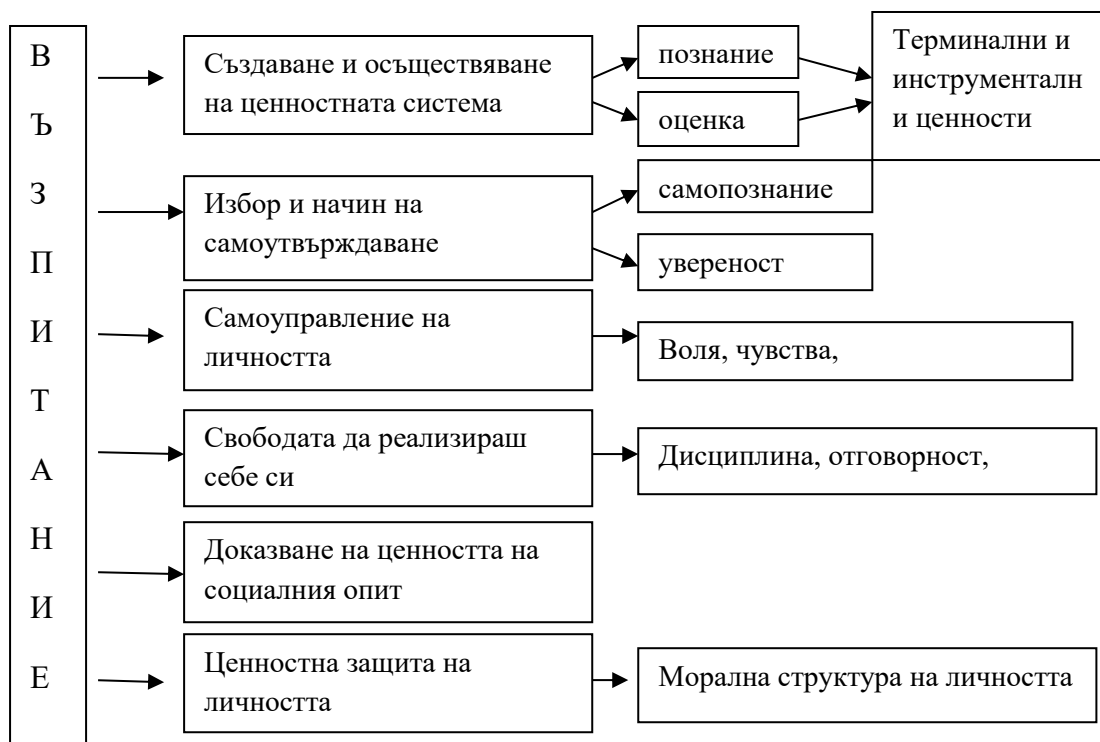 В
Ъ
З
П
И
Т
А
Н
И
Е
Създаване и осъществяване
на ценностната система
познание
оценка
Терминални и
инструменталн
и ценности
Избор и начин на
самоутвърждаване
самопознание
увереност
Самоуправление на
личността
Воля, чувства,
Свободата да реализираш
себе си
Дисциплина, отговорност,
Доказване на ценността на
социалния опит
Ценностна защита на
личността
Морална структура на личността